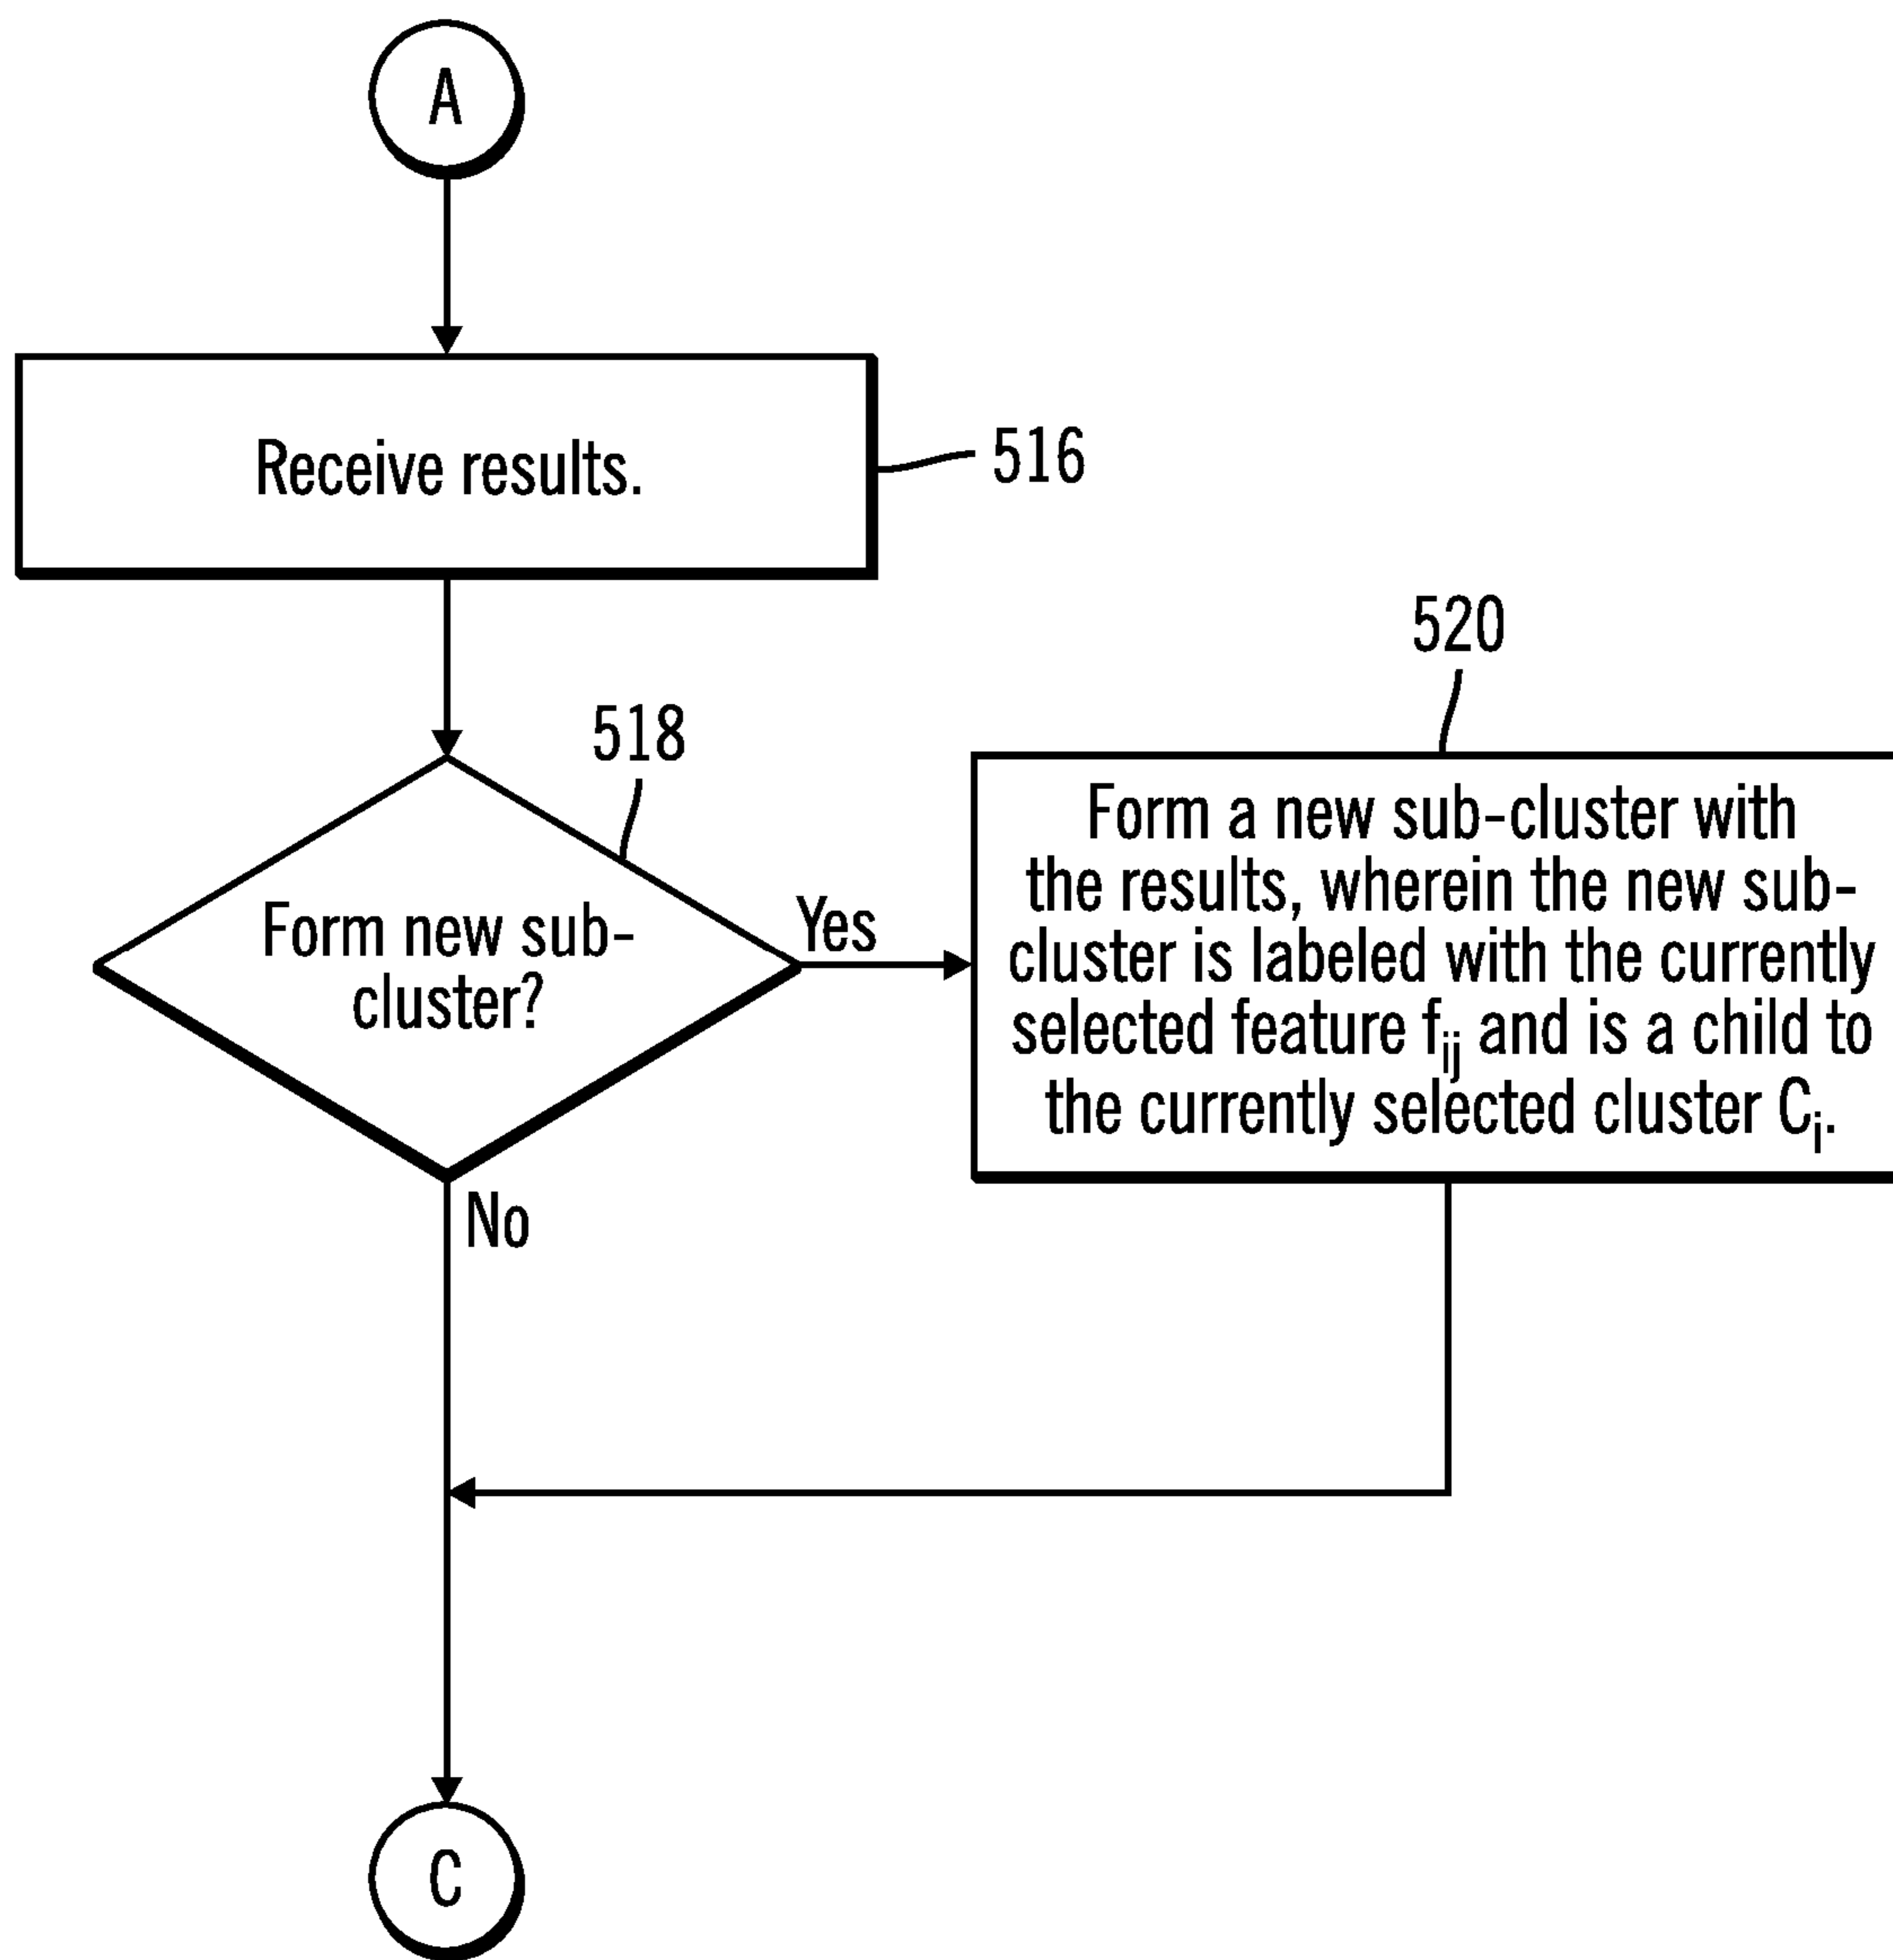 A
Receive results.
516
518
Form new sub-
cluster?
Yes
No
520
Form a new sub-cluster with
the results, wherein the new sub-
cluster is labeled with the currently
selected feature fij and is a child to
the currently selected cluster Ci.
C